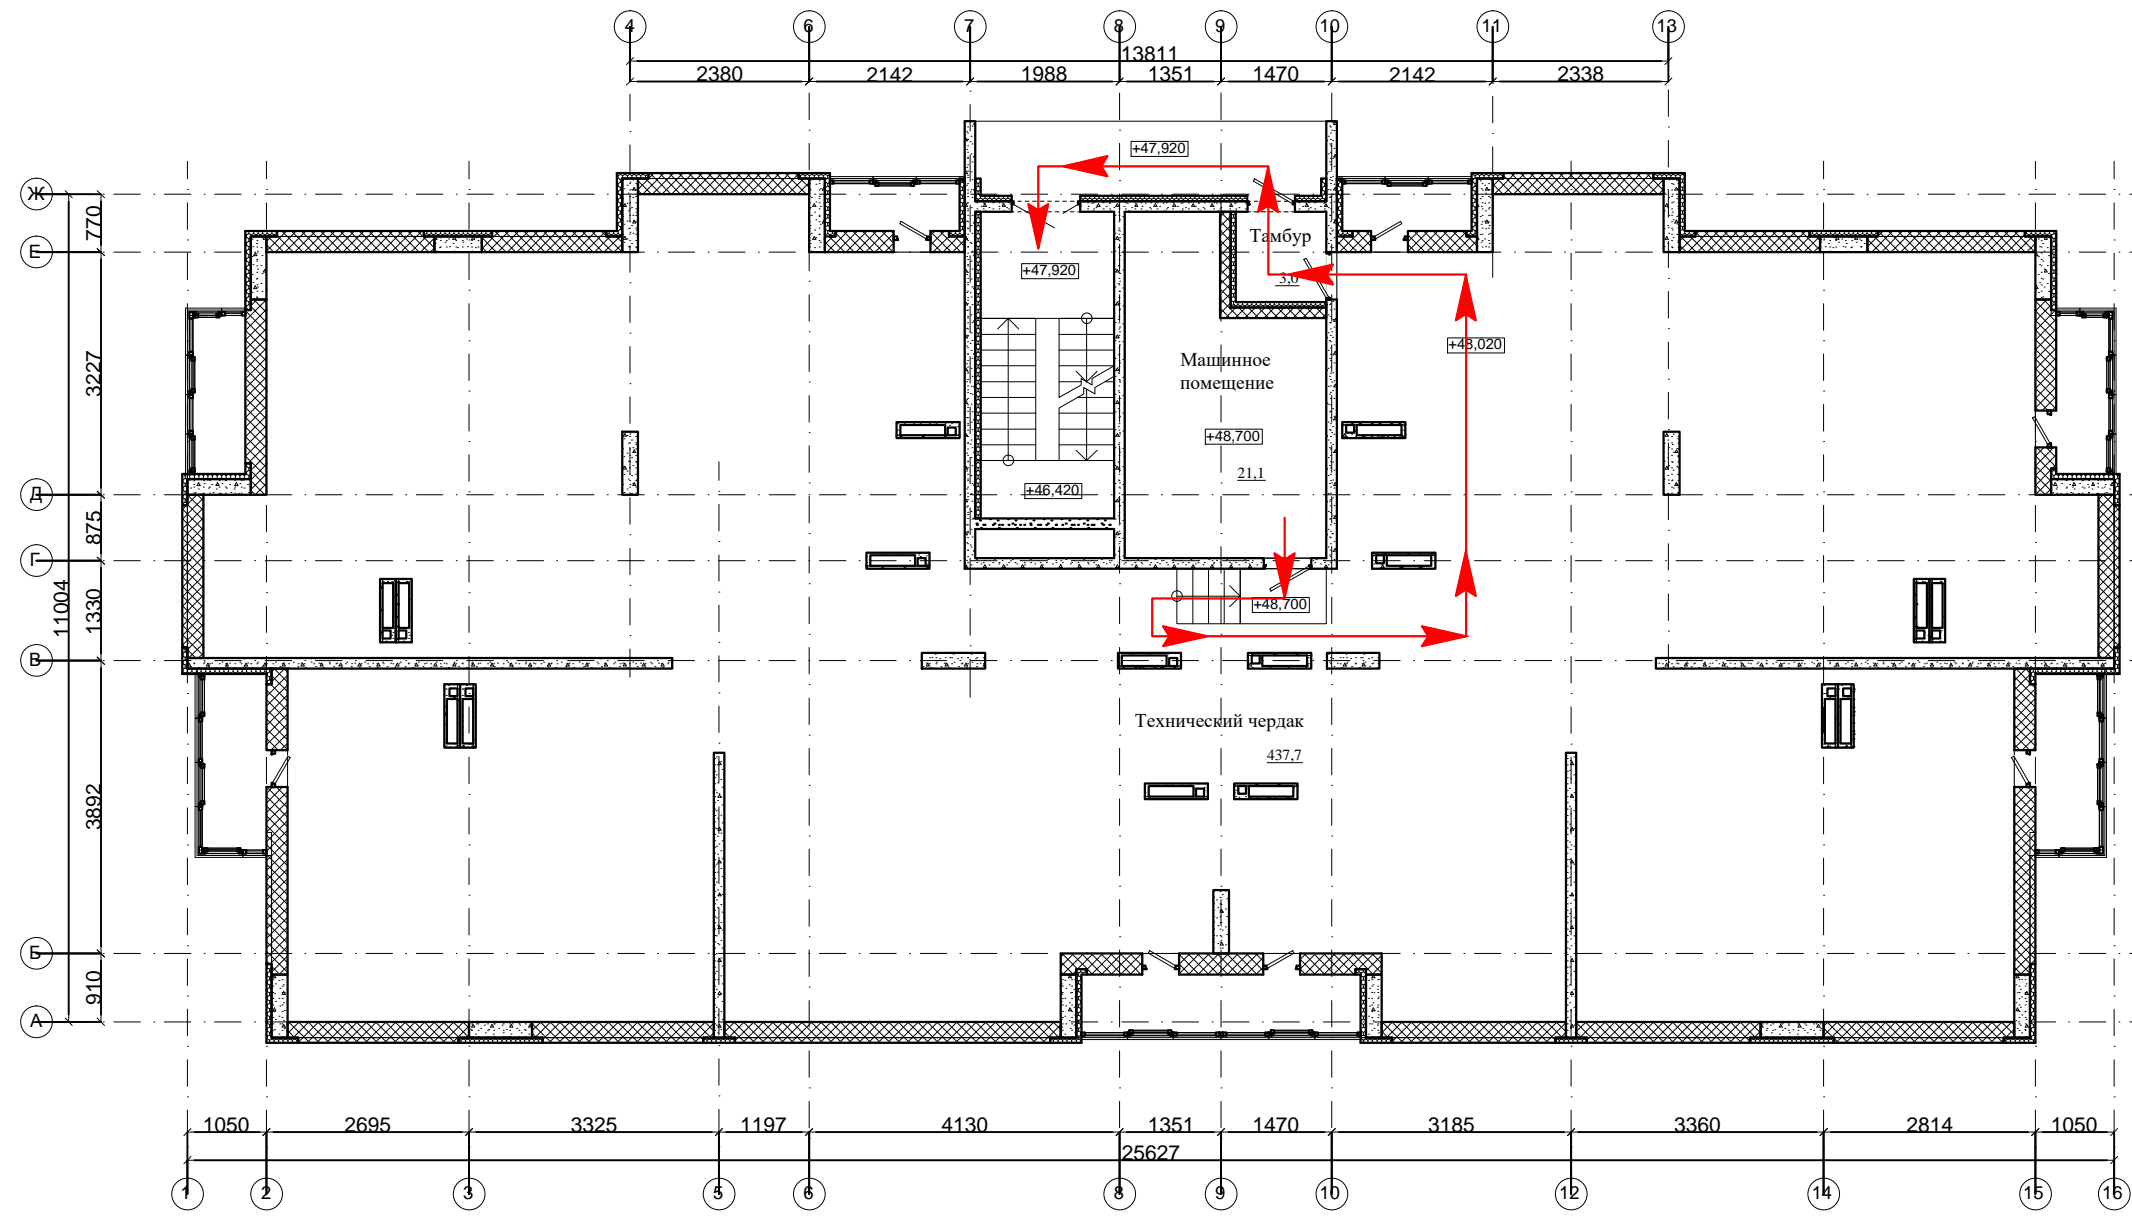 4 6 7 8 9 10 11 13
13811
2380 2142 1988 1351 1470 2142 2338
+47,920
Ж
770
Тамбур
Е
+47,920
3,0
+48,020
3227
Машинное
помещение
+48,700
21,1
+46,420
Д
875
Г
11004
1330
+48,700
В
Технический чердак
437,7
3892
Б
910
А
1050 2695 3325 1197 4130 1351 1470 3185 3360 2814 1050
25627
1 2 3 5 6 8 9 10 12 14 15 16